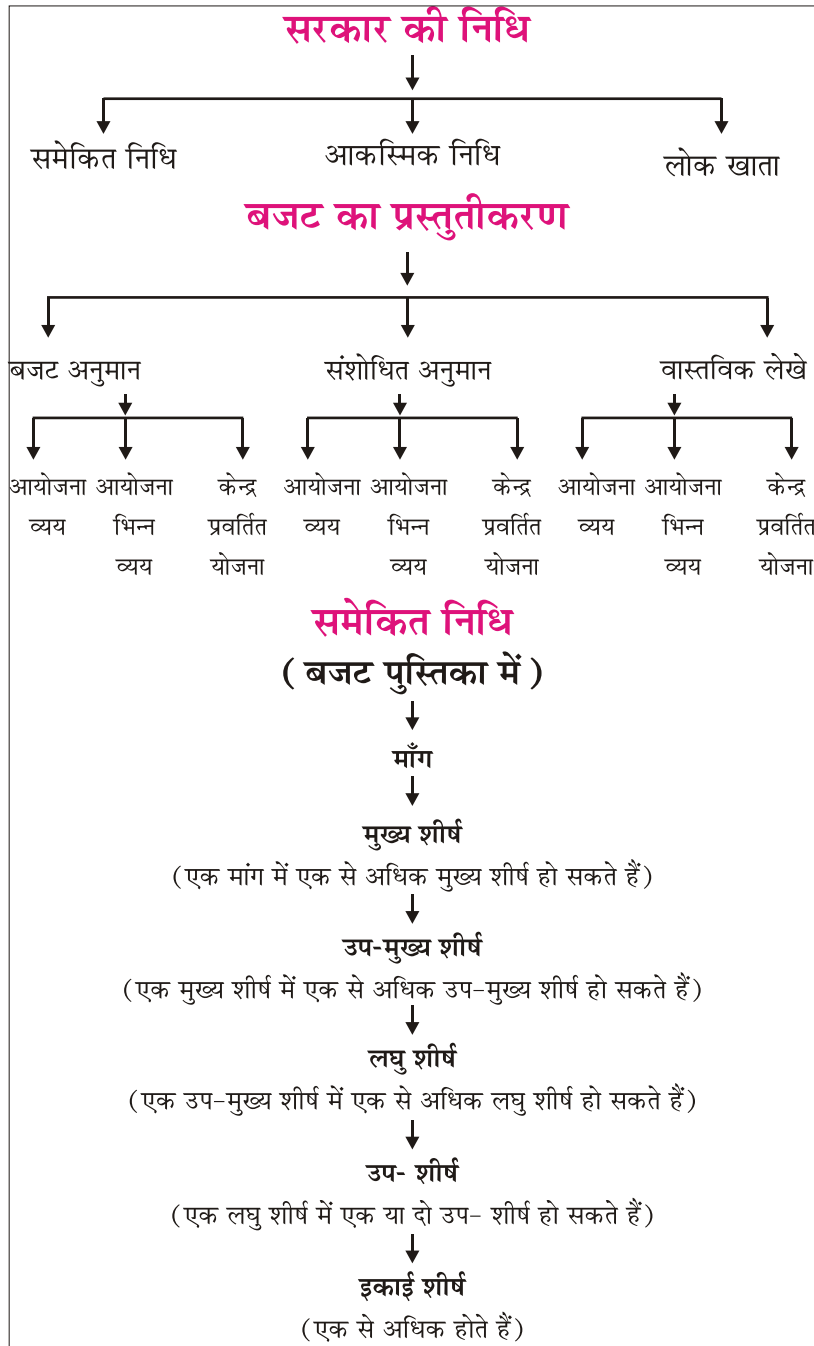 सरकार की निधि
समेकित निधि आकस्मिक निधि लोक खाता
बजट का प्रस्तुतीकरण
बजट अनुमान संशोधित अनुमान वास्तविक लेखे
आयोजना आयोजना केन्द्र आयोजना आयोजना केन्द्र आयोजना आयोजना केन्द्र
व्यय भिन्न प्रवर्तित व्यय भिन्न प्रवर्तित व्यय भिन्न प्रवर्तित
व्यय योजना व्यय योजना व्यय योजना
समेकित निधि
( बजट पुस्तिका में )
माँग
मुख्य शीर्ष
(एक मांग में एक से अधिक मुख्य शीर्ष हो सकते हैं)
उप-मुख्य शीर्ष
(एक मुख्य शीर्ष में एक से अधिक उप-मुख्य शीर्ष हो सकते हैं)
लघु शीर्ष
(एक उप-मुख्य शीर्ष में एक से अधिक लघु शीर्ष हो सकते हैं)
उप- शीर्ष
(एक लघु शीर्ष में एक या दो उप- शीर्ष हो सकते हैं)
इकाई शीर्ष
(एक से अधिक होते हैं)